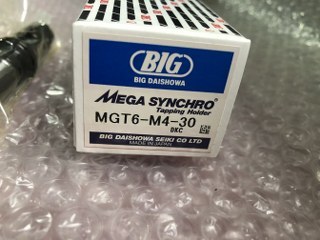 BIG
BIG DAISHOWA
MEGA SYNCHRO®
Tapping Holder
MGT6-M4-30
DKC
BIG DAISHOWA SEIKI CO LTD
MADE IN JAPAN